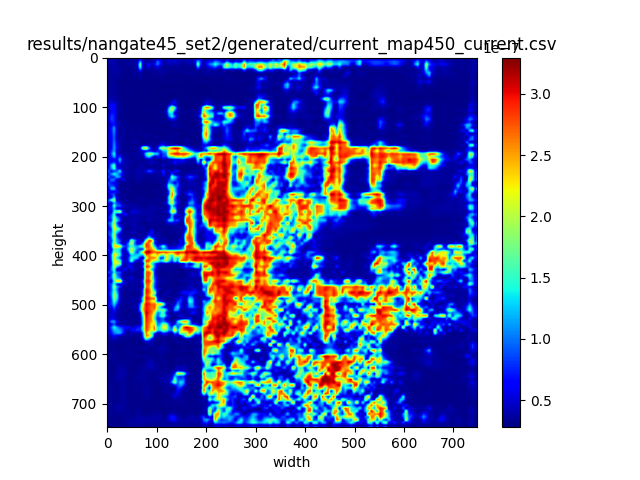 results/nangate45_set2/generated/current_map450_current.csv
1e−7
0
100
200
300
400
500
600
700
height
0 100 200 300 400 500 600 700
width
3.0
2.5
2.0
1.5
1.0
0.5